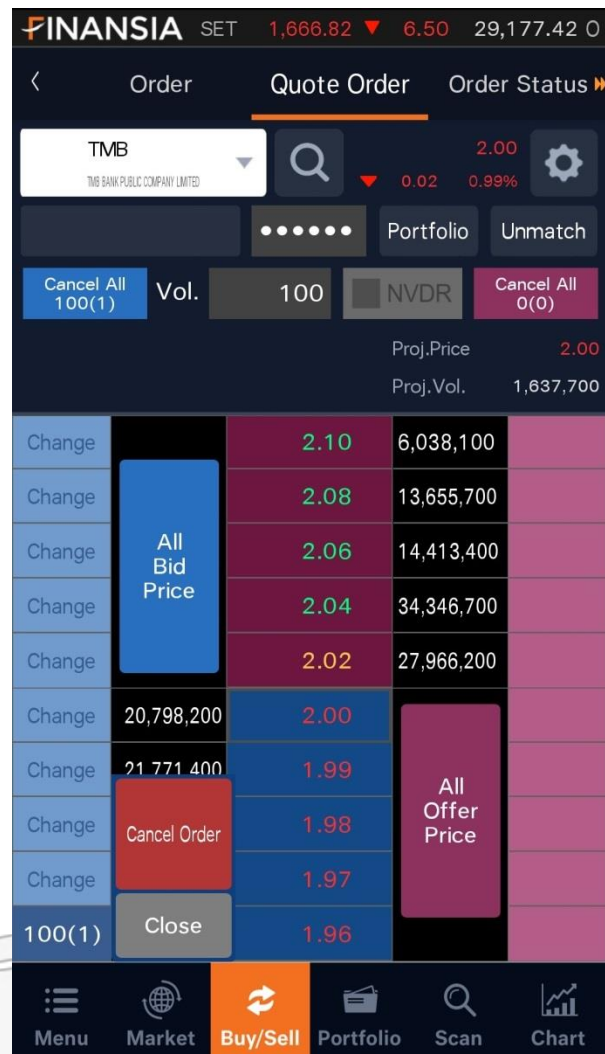 FINANSIA SET 1,666.82 ▼ 6.50 29,177.42 O
Order Quote Order Order Status
TMB ▼ 2.00
TMB BANK PUBLIC COMPANY LIMITED ▼ 0.02 0.99%
•••••• Portfolio Unmatch
Cancel All 100(1) Vol. 100 NVDR Cancel All 0(0)
Proj.Price 2.00
Proj.Vol. 1,637,700
Change 2.10 6,038,100
Change 2.08 13,655,700
Change All Bid Price 2.06 14,413,400
Change 2.04 34,346,700
Change 2.02 27,966,200
Change 20,798,200 2.00
Change 21,771,400 1.99
Change Cancel Order 1.98 All Offer Price
Change 1.97
100(1) Close 1.96
Menu Market Buy/Sell Portfolio Scan Chart